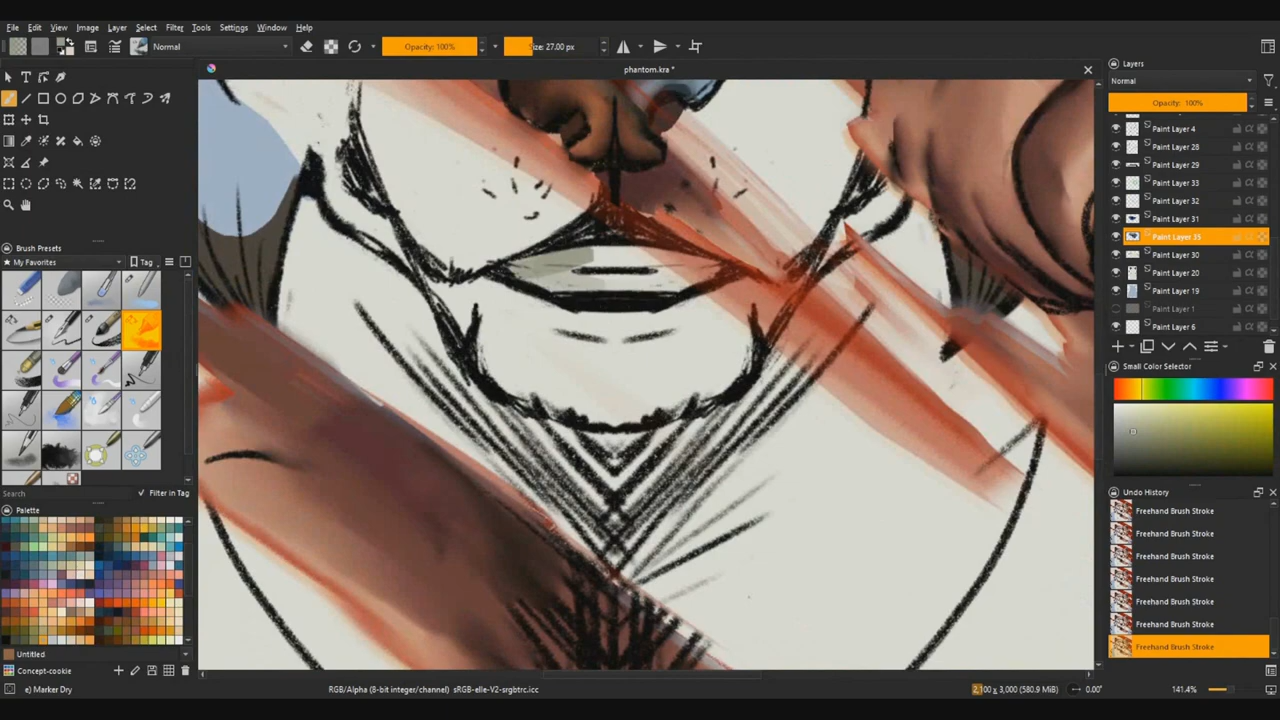 File Edit View Image Layer Select Filter Tools Settings Window Help
Normal Opacity: 100% Size: 27.00 px
phantom.kra *
Layers
Normal
Opacity: 100%
Paint Layer 4
Paint Layer 28
Paint Layer 29
Paint Layer 33
Paint Layer 32
Paint Layer 31
Paint Layer 35
Paint Layer 30
Paint Layer 20
Paint Layer 19
Paint Layer 1
Paint Layer 6
Small Color Selector
Undo History
Freehand Brush Stroke
Freehand Brush Stroke
Freehand Brush Stroke
Freehand Brush Stroke
Freehand Brush Stroke
Freehand Brush Stroke
Freehand Brush Stroke
Brush Presets
My Favorites Tag
Search Filter in Tag
Palette
Untitled
Concept-cookie
e) Marker Dry
RGB/Alpha (8-bit integer/channel) sRGB-elle-V2-srgbtrc.icc
2,100 x 3,000 (580.9 MiB)
0.00°
141.4%